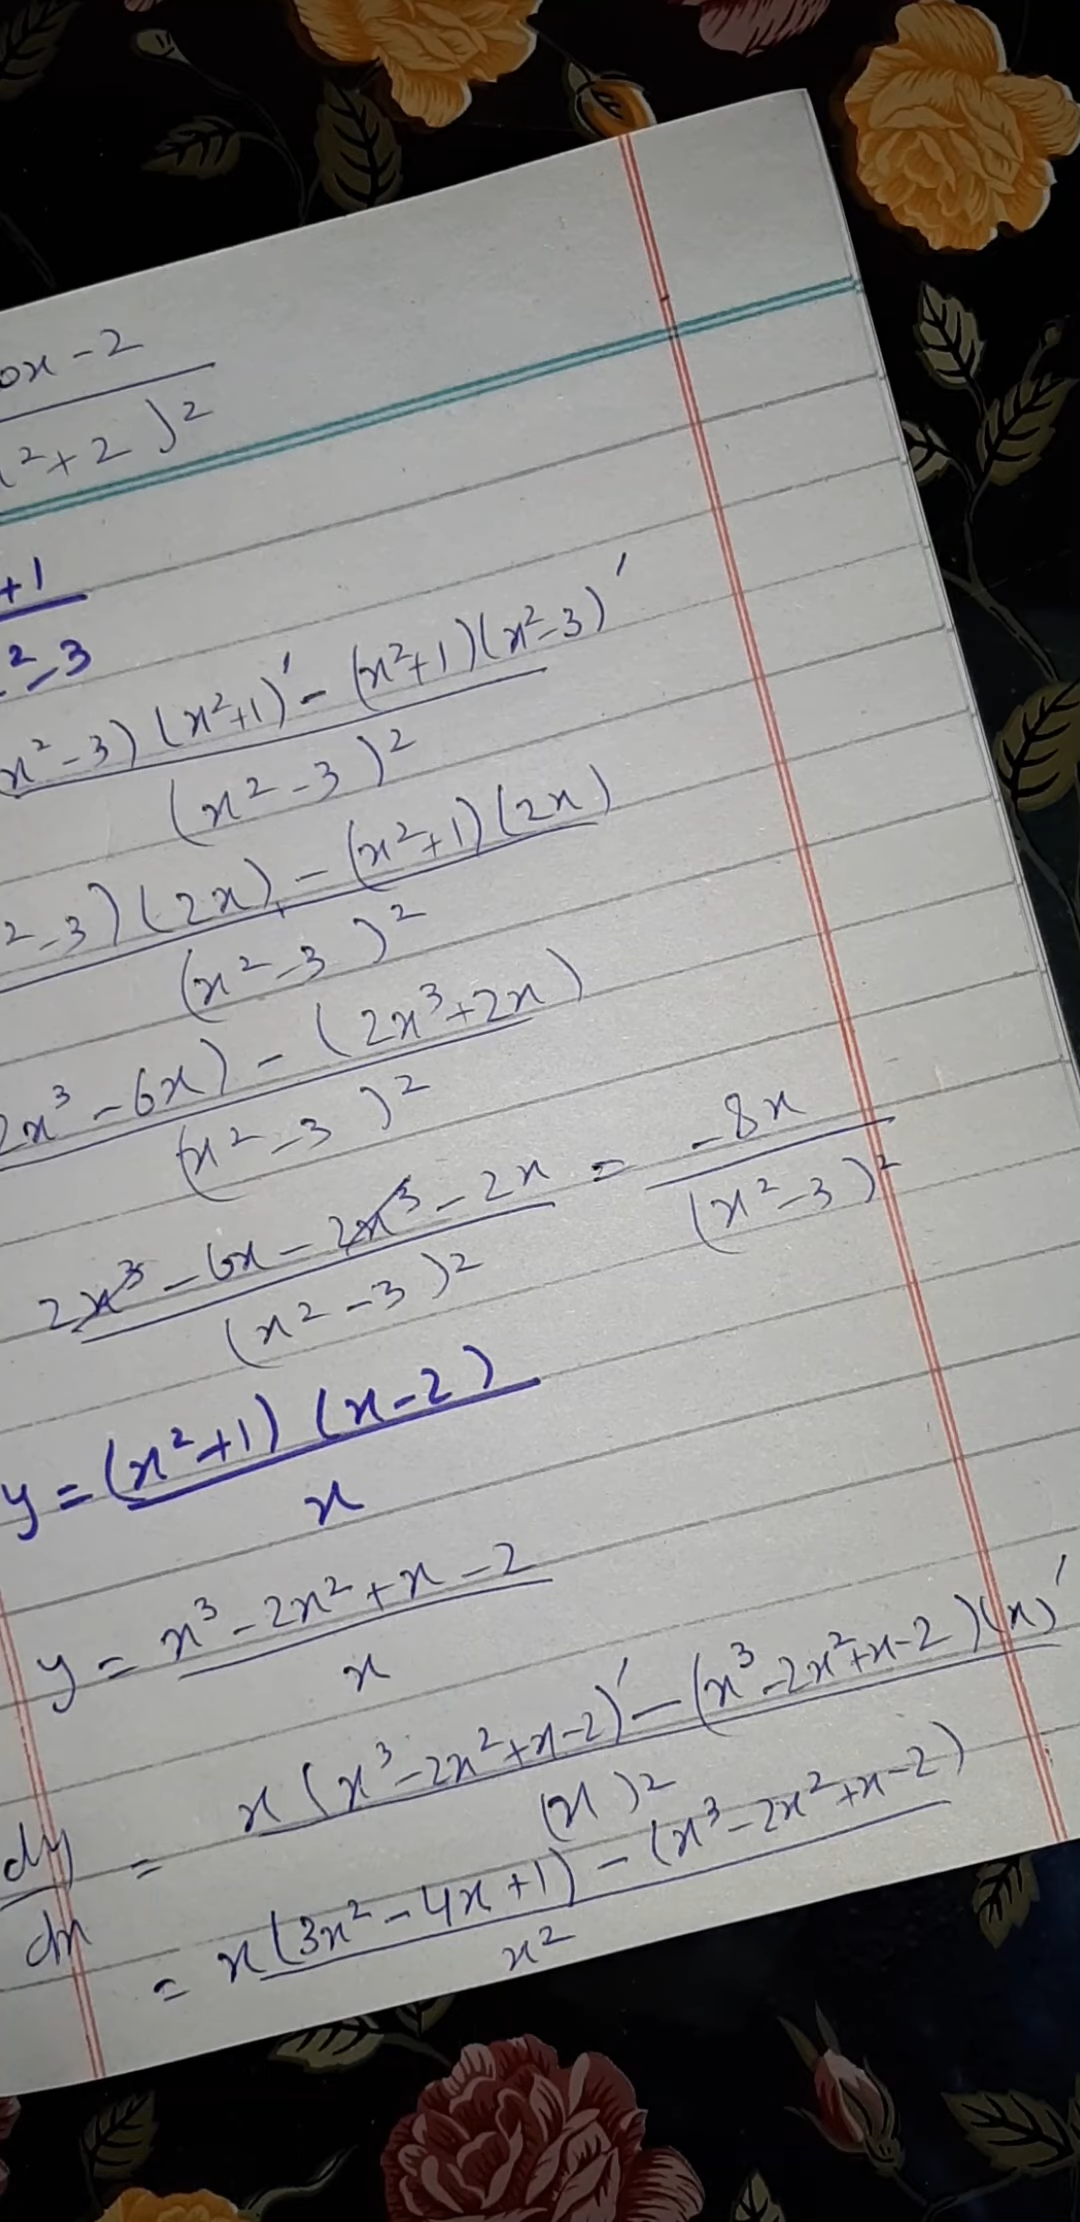 0x - 2
(²+2)²
+1
²-3
x²-3)(x²+1)' - (x²+1)(x²-3)'
(x²-3)²
²-3)(2x) - (x²+1)(2x)
(x²-3)²
2x³-6x) - (2x³+2x)
(x²-3)²
2x³-6x-2x³-2x = -8x
(x²-3)² (x²-3)²
y = (x²+1)(x-2)
x
y = x³-2x²+x-2
x
dy/dx = x(x³-2x²+x-2)' - (x³-2x²+x-2)(x)'
(x)²
= x(3x²-4x+1) - (x³-2x²+x-2)
x²